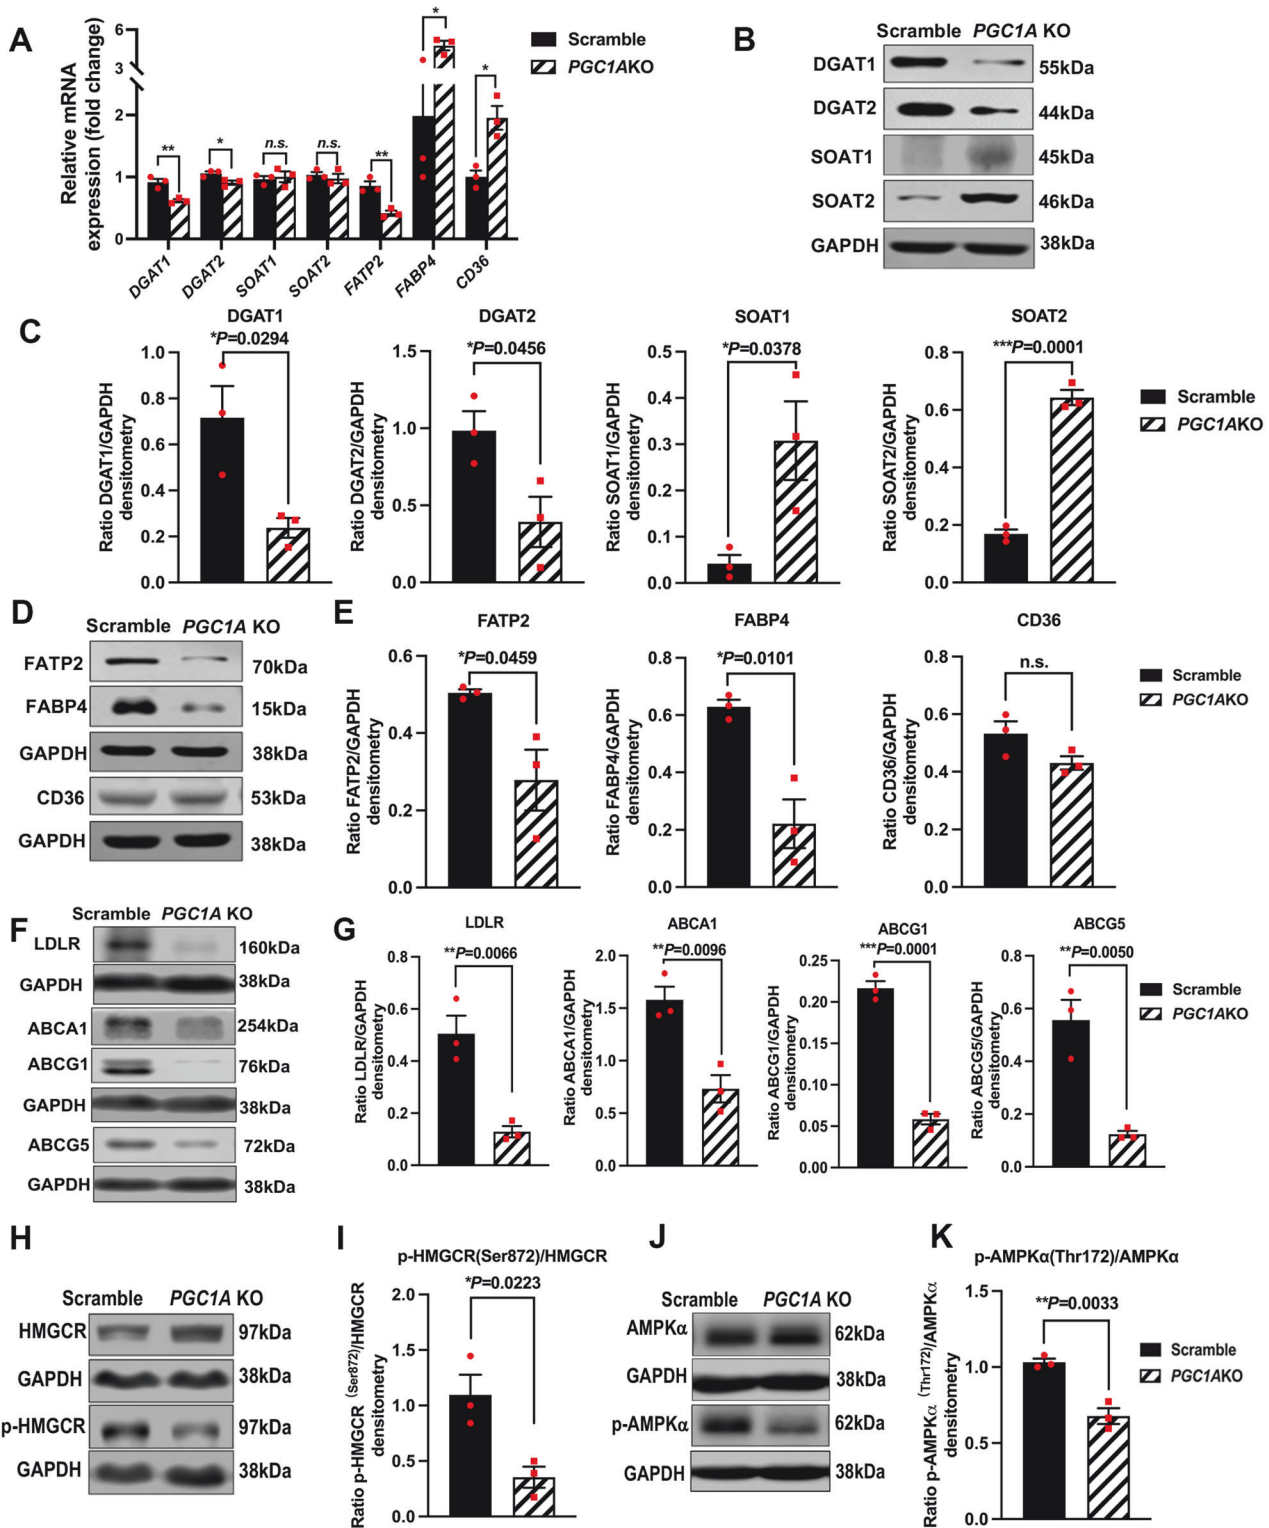 A
Relative mRNA
expression (fold change)
6
3
2
1
0
**
*
n.s.
n.s.
**
*
*
DGAT1
DGAT2
SOAT1
SOAT2
FATP2
FABP4
CD36
Scramble
PGC1AKO
B
Scramble PGC1A KO
DGAT1 55kDa
DGAT2 44kDa
SOAT1 45kDa
SOAT2 46kDa
GAPDH 38kDa
C
DGAT1
*P=0.0294
Ratio DGAT1/GAPDH
densitometry
1.0
0.8
0.6
0.4
0.2
0.0
DGAT2
*P=0.0456
Ratio DGAT2/GAPDH
densitometry
1.5
1.0
0.5
0.0
SOAT1
*P=0.0378
Ratio SOAT1/GAPDH
densitometry
0.5
0.4
0.3
0.2
0.1
0.0
SOAT2
***P=0.0001
Ratio SOAT2/GAPDH
densitometry
0.8
0.6
0.4
0.2
0.0
Scramble
PGC1AKO
D
Scramble PGC1A KO
FATP2 70kDa
FABP4 15kDa
GAPDH 38kDa
CD36 53kDa
GAPDH 38kDa
E
FATP2
*P=0.0459
Ratio FATP2/GAPDH
densitometry
0.6
0.4
0.2
0.0
FABP4
*P=0.0101
Ratio FABP4/GAPDH
densitometry
0.8
0.6
0.4
0.2
0.0
CD36
n.s.
Ratio CD36/GAPDH
densitometry
0.8
0.6
0.4
0.2
0.0
Scramble
PGC1AKO
F
Scramble PGC1A KO
LDLR 160kDa
GAPDH 38kDa
ABCA1 254kDa
ABCG1 76kDa
GAPDH 38kDa
ABCG5 72kDa
GAPDH 38kDa
G
LDLR
**P=0.0066
Ratio LDLR/GAPDH
densitometry
0.8
0.6
0.4
0.2
0.0
ABCA1
**P=0.0096
Ratio ABCA1/GAPDH
densitometry
2.0
1.5
1.0
0.5
0.0
ABCG1
***P=0.0001
Ratio ABCG1/GAPDH
densitometry
0.25
0.20
0.15
0.10
0.05
0.00
ABCG5
**P=0.0050
Ratio ABCG5/GAPDH
densitometry
0.8
0.6
0.4
0.2
0.0
Scramble
PGC1AKO
H
Scramble PGC1A KO
HMGCR 97kDa
GAPDH 38kDa
p-HMGCR 97kDa
GAPDH 38kDa
I
p-HMGCR(Ser872)/HMGCR
*P=0.0223
Ratio p-HMGCR (Ser872)/HMGCR
densitometry
2.0
1.5
1.0
0.5
0.0
J
Scramble PGC1A KO
AMPKα 62kDa
GAPDH 38kDa
p-AMPKα 62kDa
GAPDH 38kDa
K
p-AMPKα(Thr172)/AMPKα
**P=0.0033
Ratio p-AMPKα (Thr172)/AMPKα
densitometry
1.5
1.0
0.5
0.0
Scramble
PGC1AKO